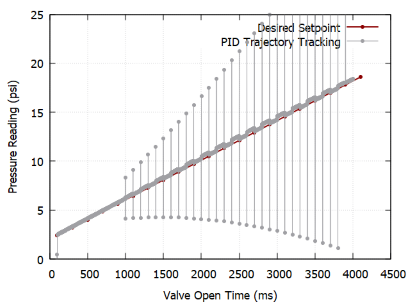 25
20
15
10
5
0
Pressure Reading (psi)
Desired Setpoint
PID Trajectory Tracking
0 500 1000 1500 2000 2500 3000 3500 4000 4500
Valve Open Time (ms)